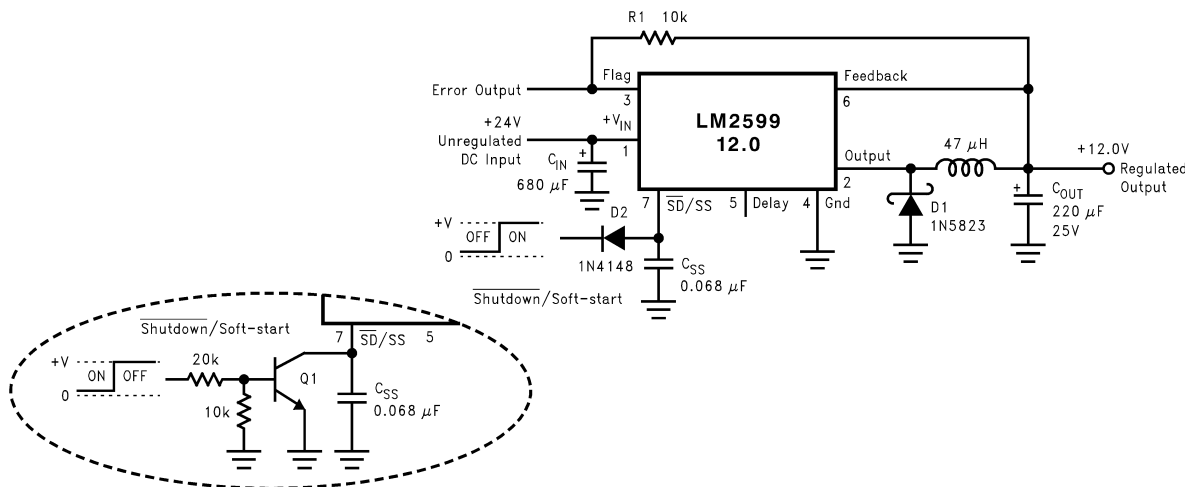 R1 10k
Flag
Feedback
Error Output
3
6
+24V
+VIN
LM2599
12.0
Unregulated
DC Input
1
CIN
+
680 μF
Output
2
47 μH
+12.0V
Regulated
Output
+
COUT
220 μF
25V
D1
1N5823
7
SD/SS
5
Delay
4
Gnd
D2
+V
OFF
ON
0
1N4148
CSS
0.068 μF
Shutdown/Soft-start
Shutdown/Soft-start
7
SD/SS
5
+V
ON
OFF
0
20k
Q1
10k
CSS
0.068 μF